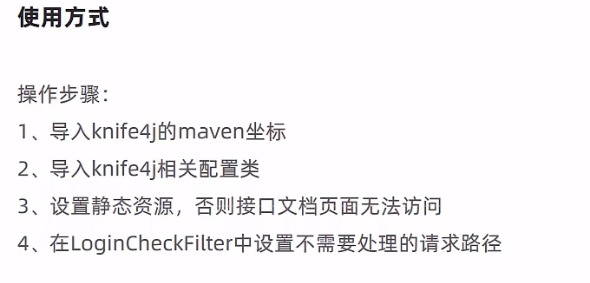 使用方式
操作步骤：
1、导入knife4j的maven坐标
2、导入knife4j相关配置类
3、设置静态资源，否则接口文档页面无法访问
4、在LoginCheckFilter中设置不需要处理的请求路径